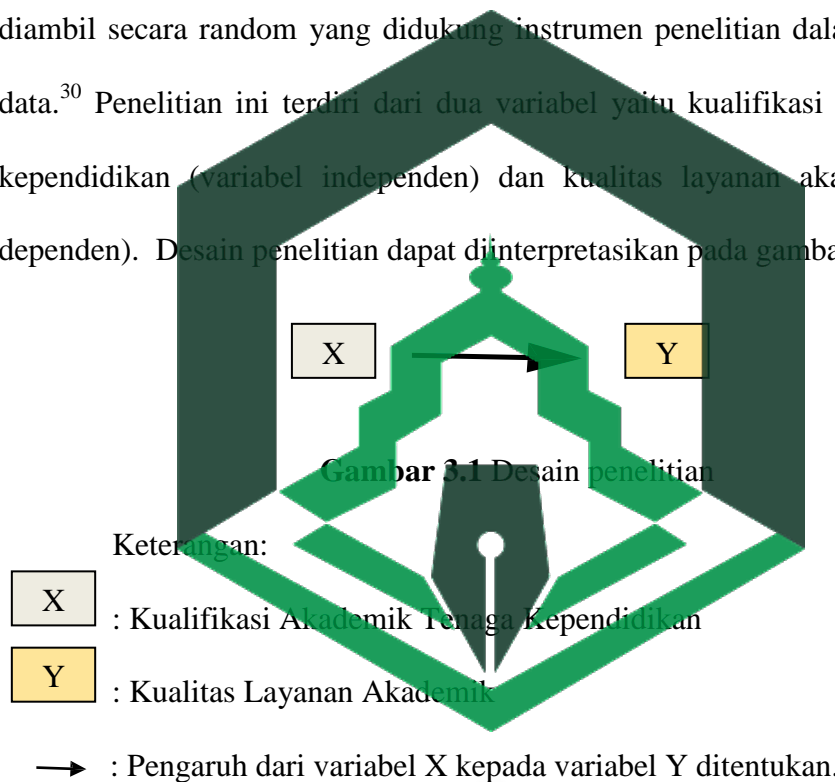 diambil secara random yang didukung instrumen penelitian dala
data.30 Penelitian ini terdiri dari dua variabel yaitu kualifikasi
kependidikan (variabel independen) dan kualitas layanan aka
dependen). Desain penelitian dapat diinterpretasikan pada gamba
X Y
Gambar 3.1 Desain penelitian
Keterangan:
X : Kualifikasi Akademik Tenaga Kependidikan
Y : Kualitas Layanan Akademik
: Pengaruh dari variabel X kepada variabel Y ditentukan